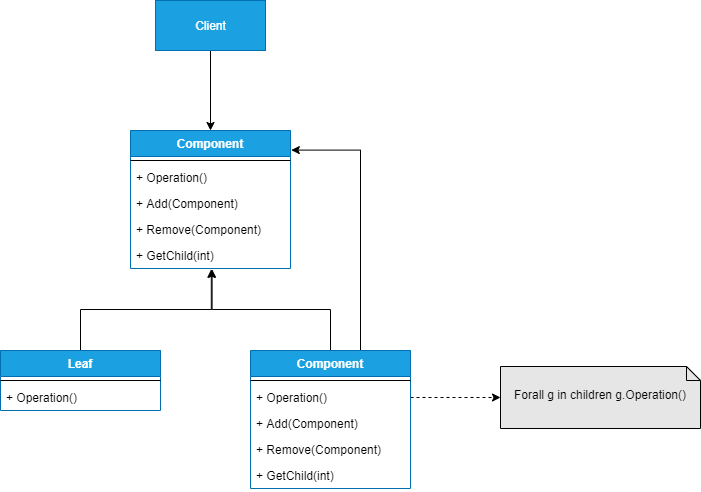 Client
Component
+ Operation()
+ Add(Component)
+ Remove(Component)
+ GetChild(int)
Leaf
+ Operation()
Component
+ Operation()
+ Add(Component)
+ Remove(Component)
+ GetChild(int)
Forall g in children g.Operation()